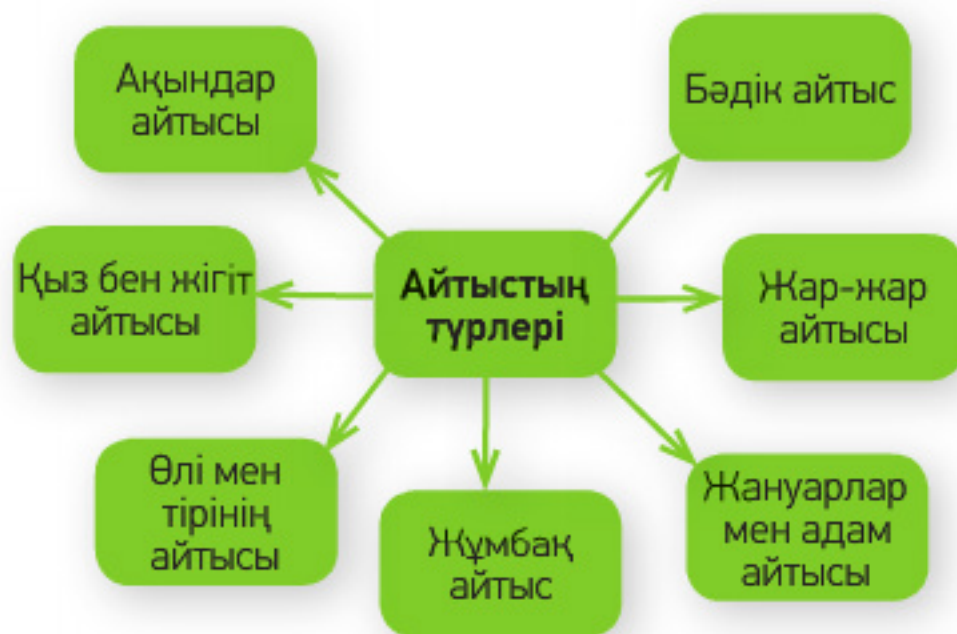 Ақындар
айтысы
Бәдік айтыс
Қыз бен жігіт
айтысы
Айтыстың
түрлері
Жар-жар
айтысы
Өлі мен
тірінің
айтысы
Жұмбақ
айтыс
Жануарлар
мен адам
айтысы